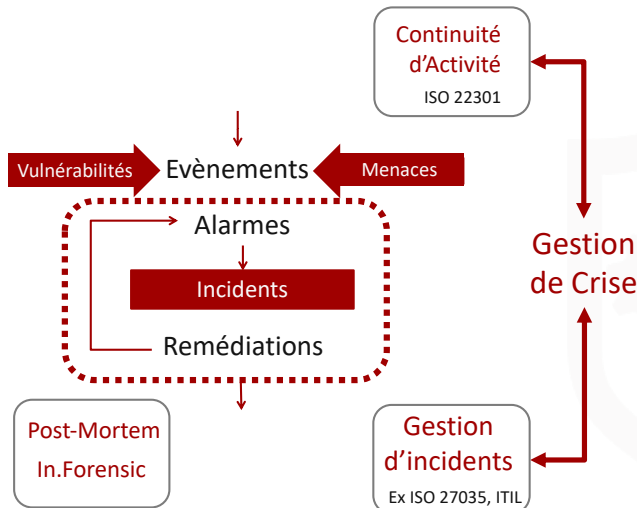 Continuité
d'Activité
ISO 22301
Vulnérabilités
Evènements
Menaces
Alarmes
Incidents
Remédiations
Gestion
de Crise
Post-Mortem
In.Forensic
Gestion
d'incidents
Ex ISO 27035, ITIL